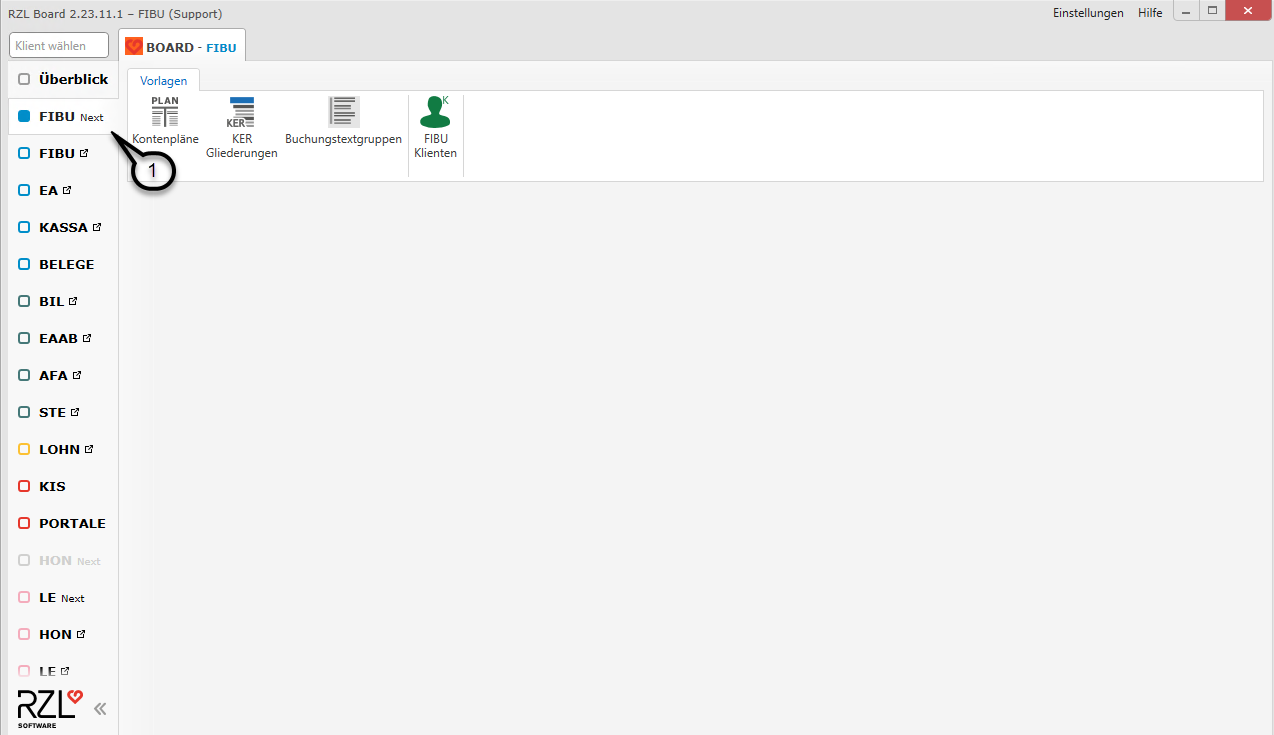 RZL Board 2.23.11.1 – FIBU (Support)
Einstellungen Hilfe
Klient wählen
BOARD - FIBU
Überblick
Vorlagen
FIBU Next
PLAN
Kontenpläne
KER
KER
Gliederungen
Buchungstextgruppen
K
FIBU
Klienten
1
FIBU
EA
KASSA
BELEGE
BIL
EAAB
AFA
STE
LOHN
KIS
PORTALE
HON Next
LE Next
HON
LE
RZL
SOFTWARE